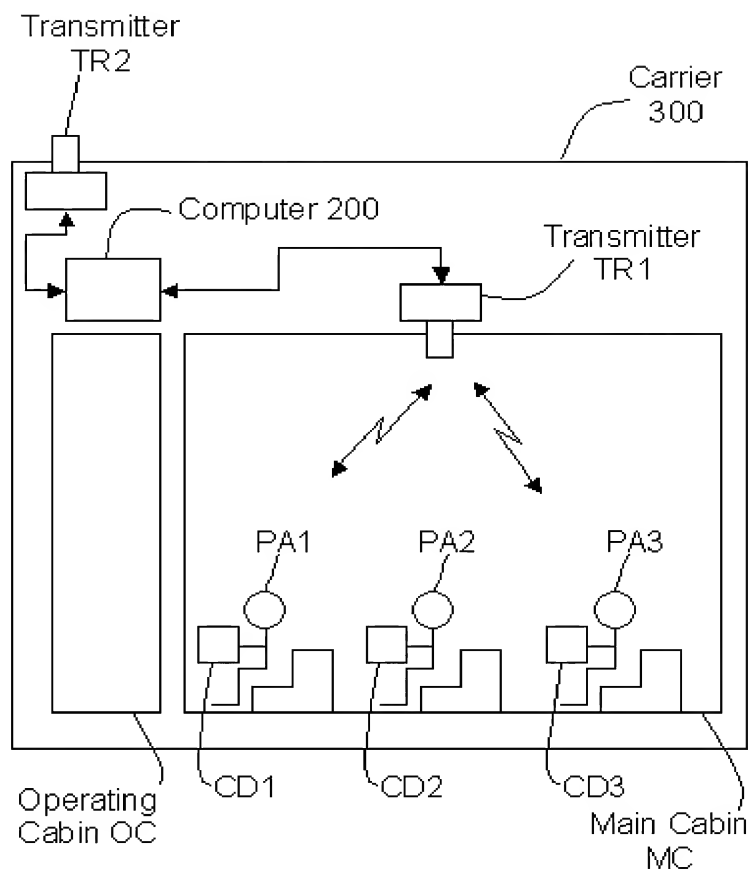 Transmitter
TR2
Carrier
300
Computer 200
Transmitter
TR1
PA1
PA2
PA3
CD1
CD2
CD3
Operating
Cabin OC
Main Cabin
MC